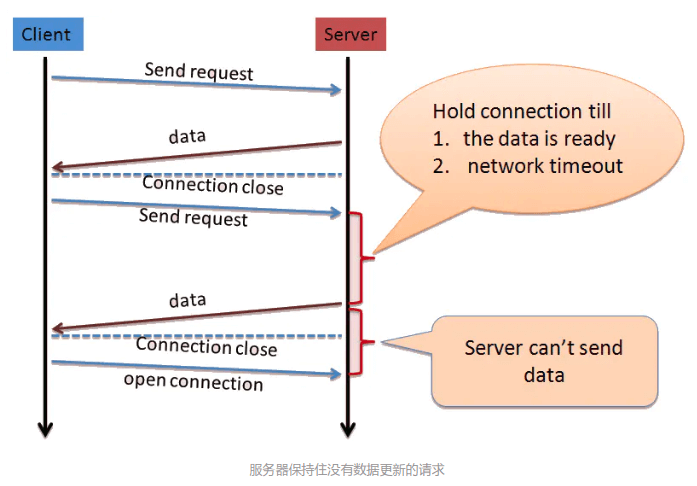 Client
Server
Send request
Hold connection till
1. the data is ready
2. network timeout
data
Connection close
Send request
data
Connection close
open connection
Server can't send
data
服务器保持住没有数据更新的请求